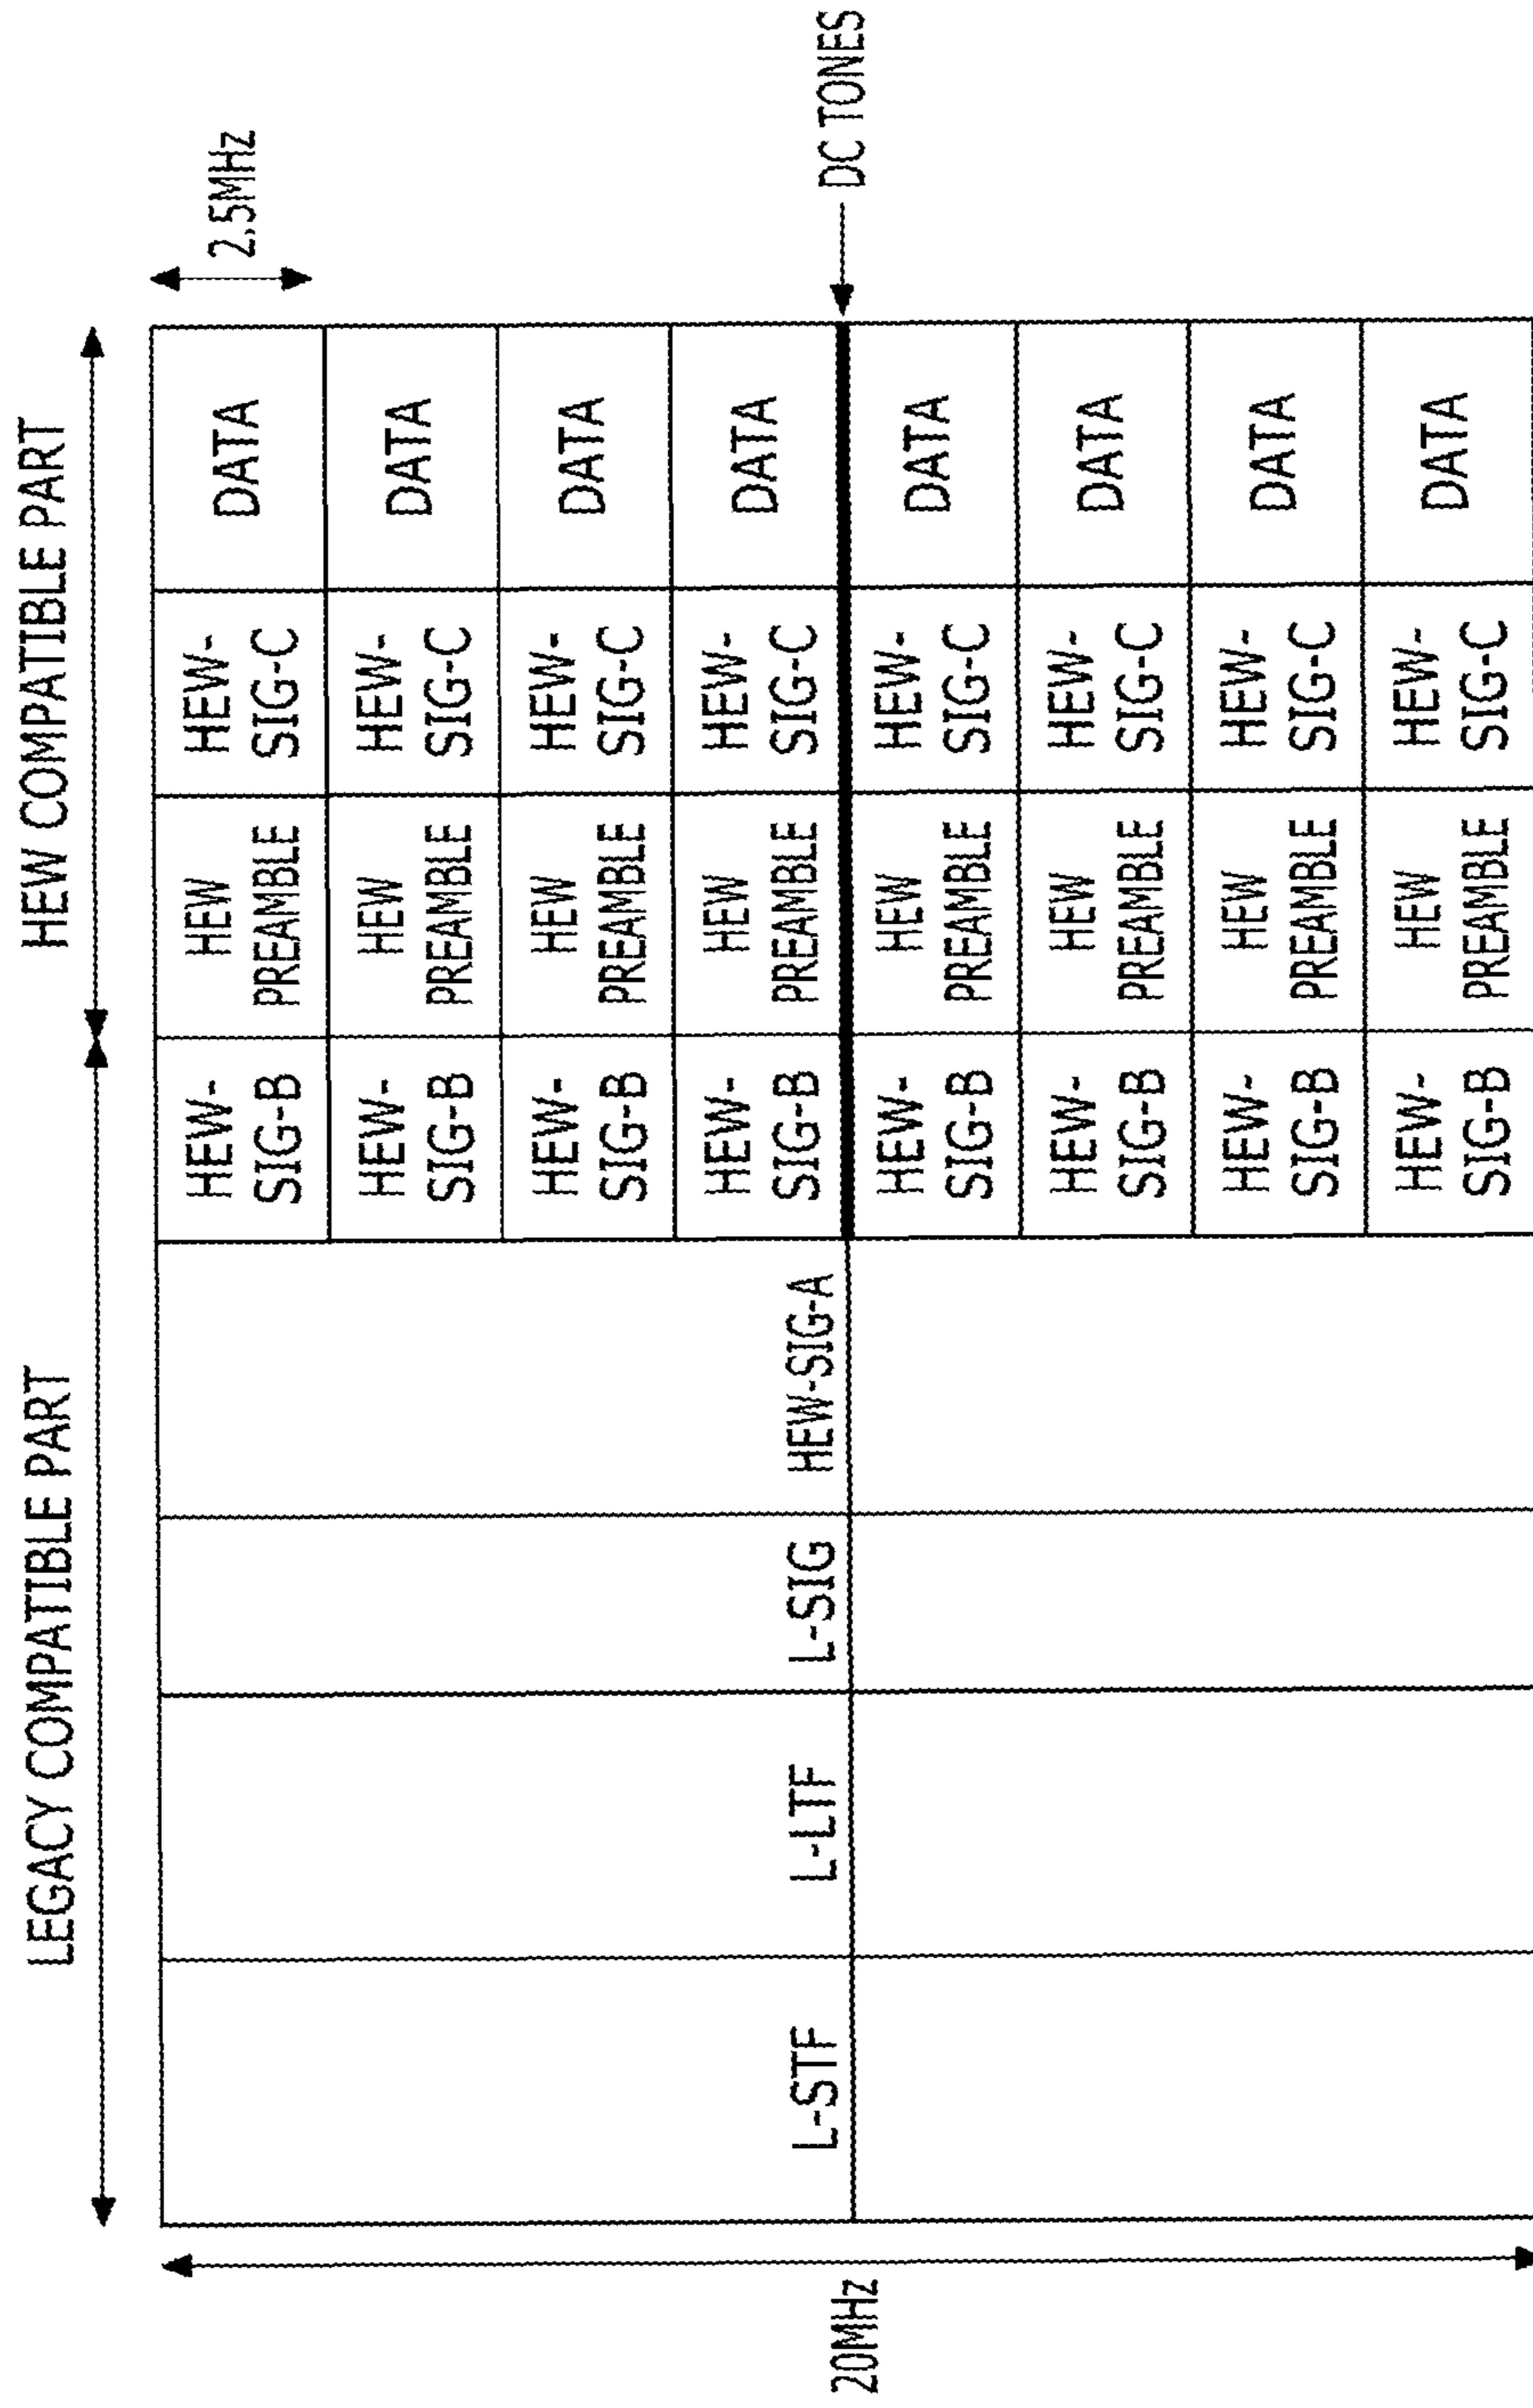 LEGACY COMPATIBLE PART
HEW COMPATIBLE PART
HEW-
SIG-B
HEW
PREAMBLE
HEW-
SIG-C
DATA
2.5MHz
HEW-
SIG-B
HEW
PREAMBLE
HEW-
SIG-C
DATA
HEW-
SIG-B
HEW
PREAMBLE
HEW-
SIG-C
DATA
HEW-
SIG-B
HEW
PREAMBLE
HEW-
SIG-C
DATA
20MHz
L-STF
L-LTF
L-SIG
HEW-SIG-A
DC TONES
HEW-
SIG-B
HEW
PREAMBLE
HEW-
SIG-C
DATA
HEW-
SIG-B
HEW
PREAMBLE
HEW-
SIG-C
DATA
HEW-
SIG-B
HEW
PREAMBLE
HEW-
SIG-C
DATA
HEW-
SIG-B
HEW
PREAMBLE
HEW-
SIG-C
DATA